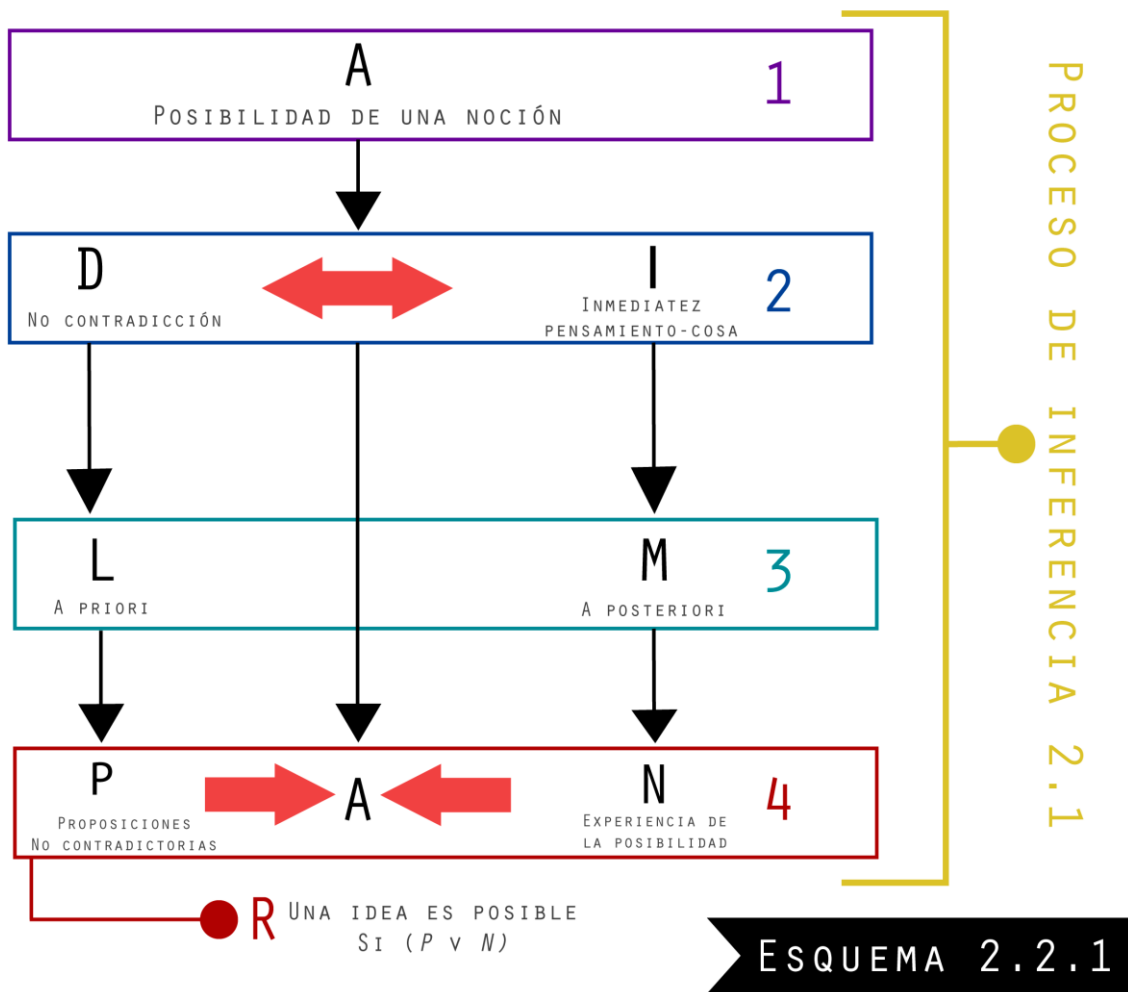 A
1
Posibilidad de una noción
D
I
2
No contradicción
Inmediatez
pensamiento-cosa
L
M
3
A priori
A posteriori
P
A
N
4
Proposiciones
No contradictorias
Experiencia de
la posibilidad
R Una idea es posible
Si (P v N)
Proceso de inferencia 2.1
Esquema 2.2.1